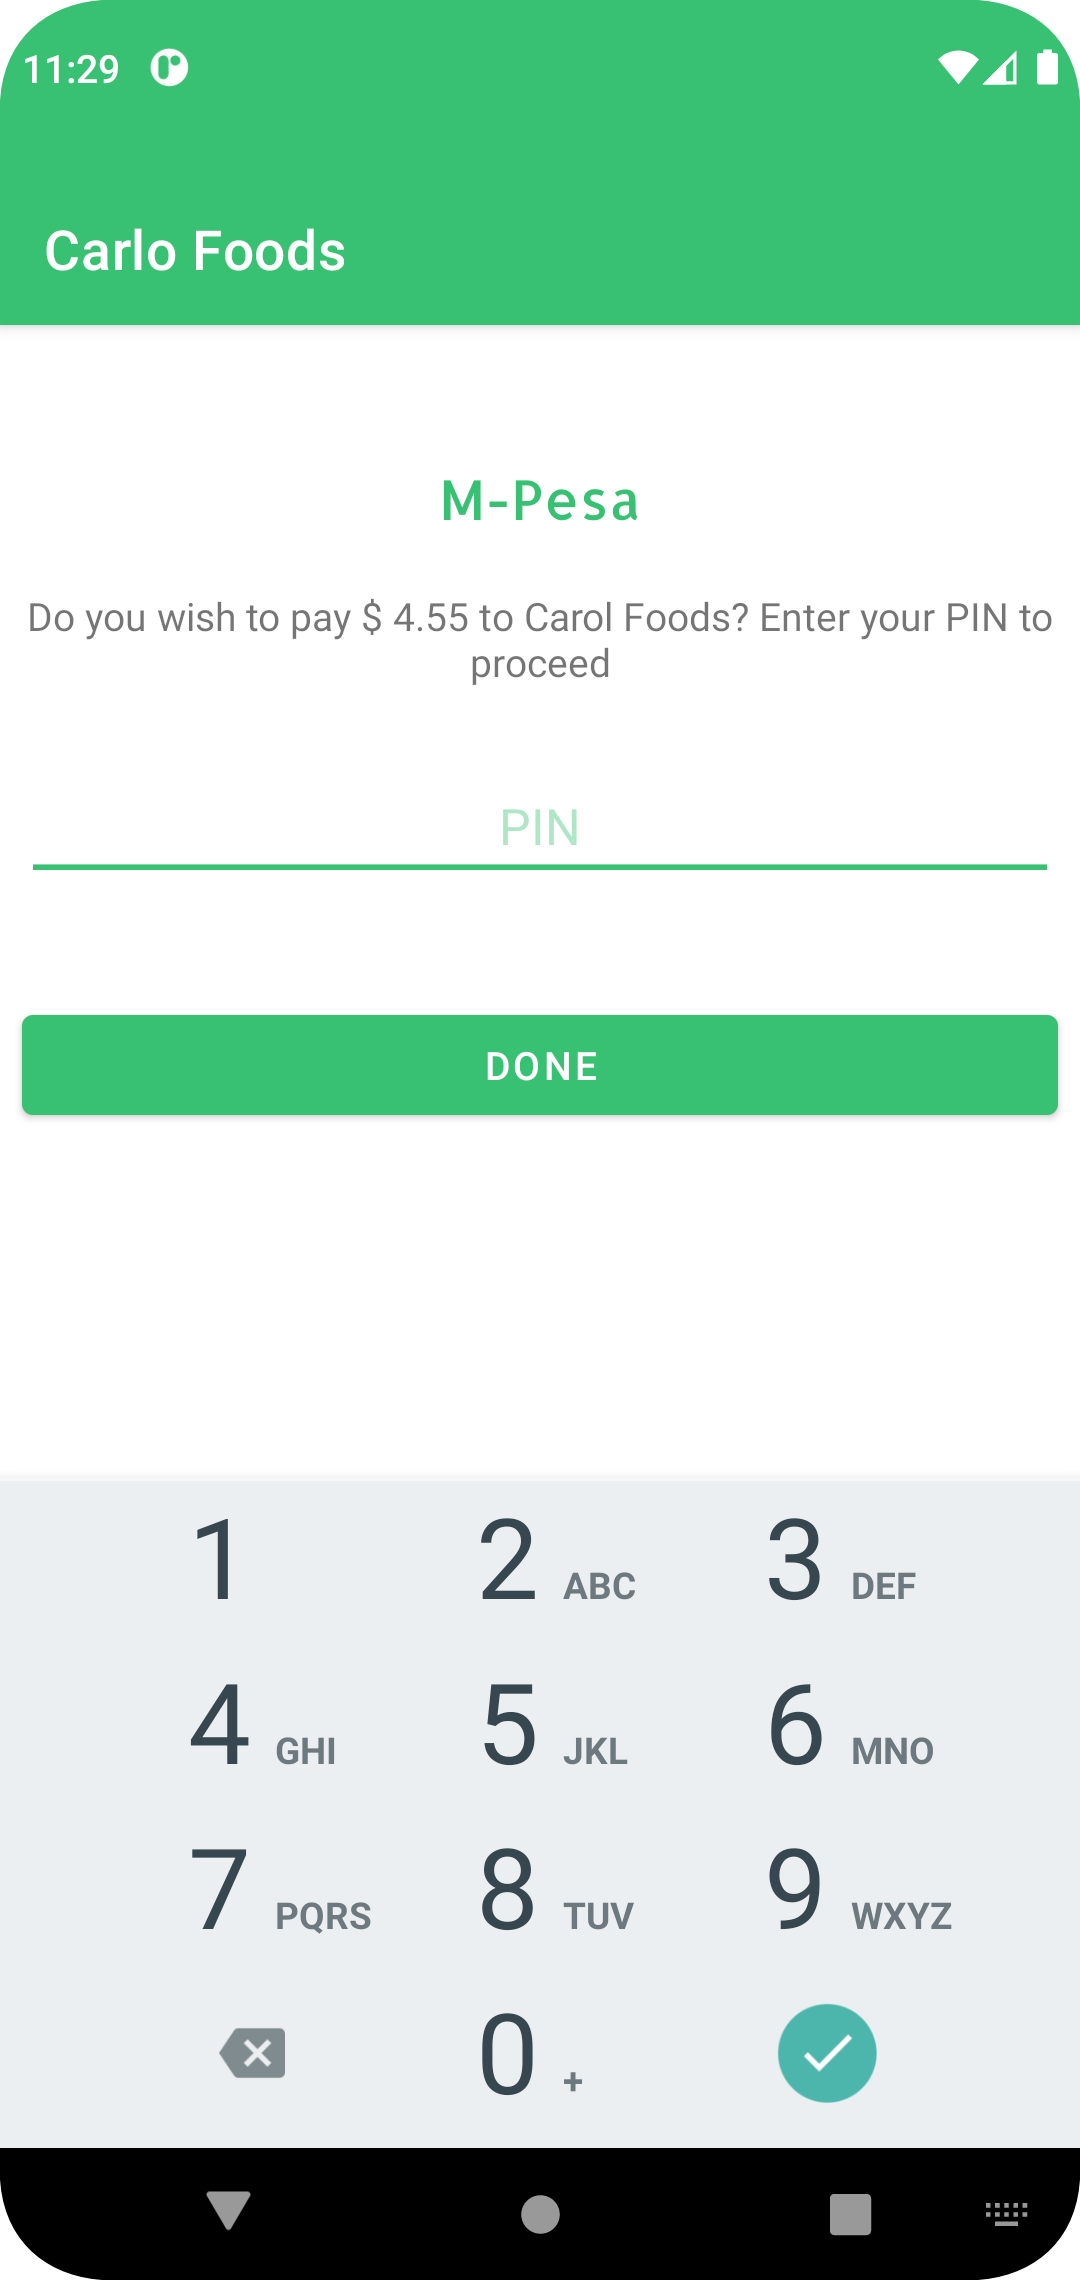 11:29
Carlo Foods
M-Pesa
Do you wish to pay $ 4.55 to Carol Foods? Enter your PIN to
proceed
PIN
DONE
1
2 ABC
3 DEF
4 GHI
5 JKL
6 MNO
7 PQRS
8 TUV
9 WXYZ
0 +